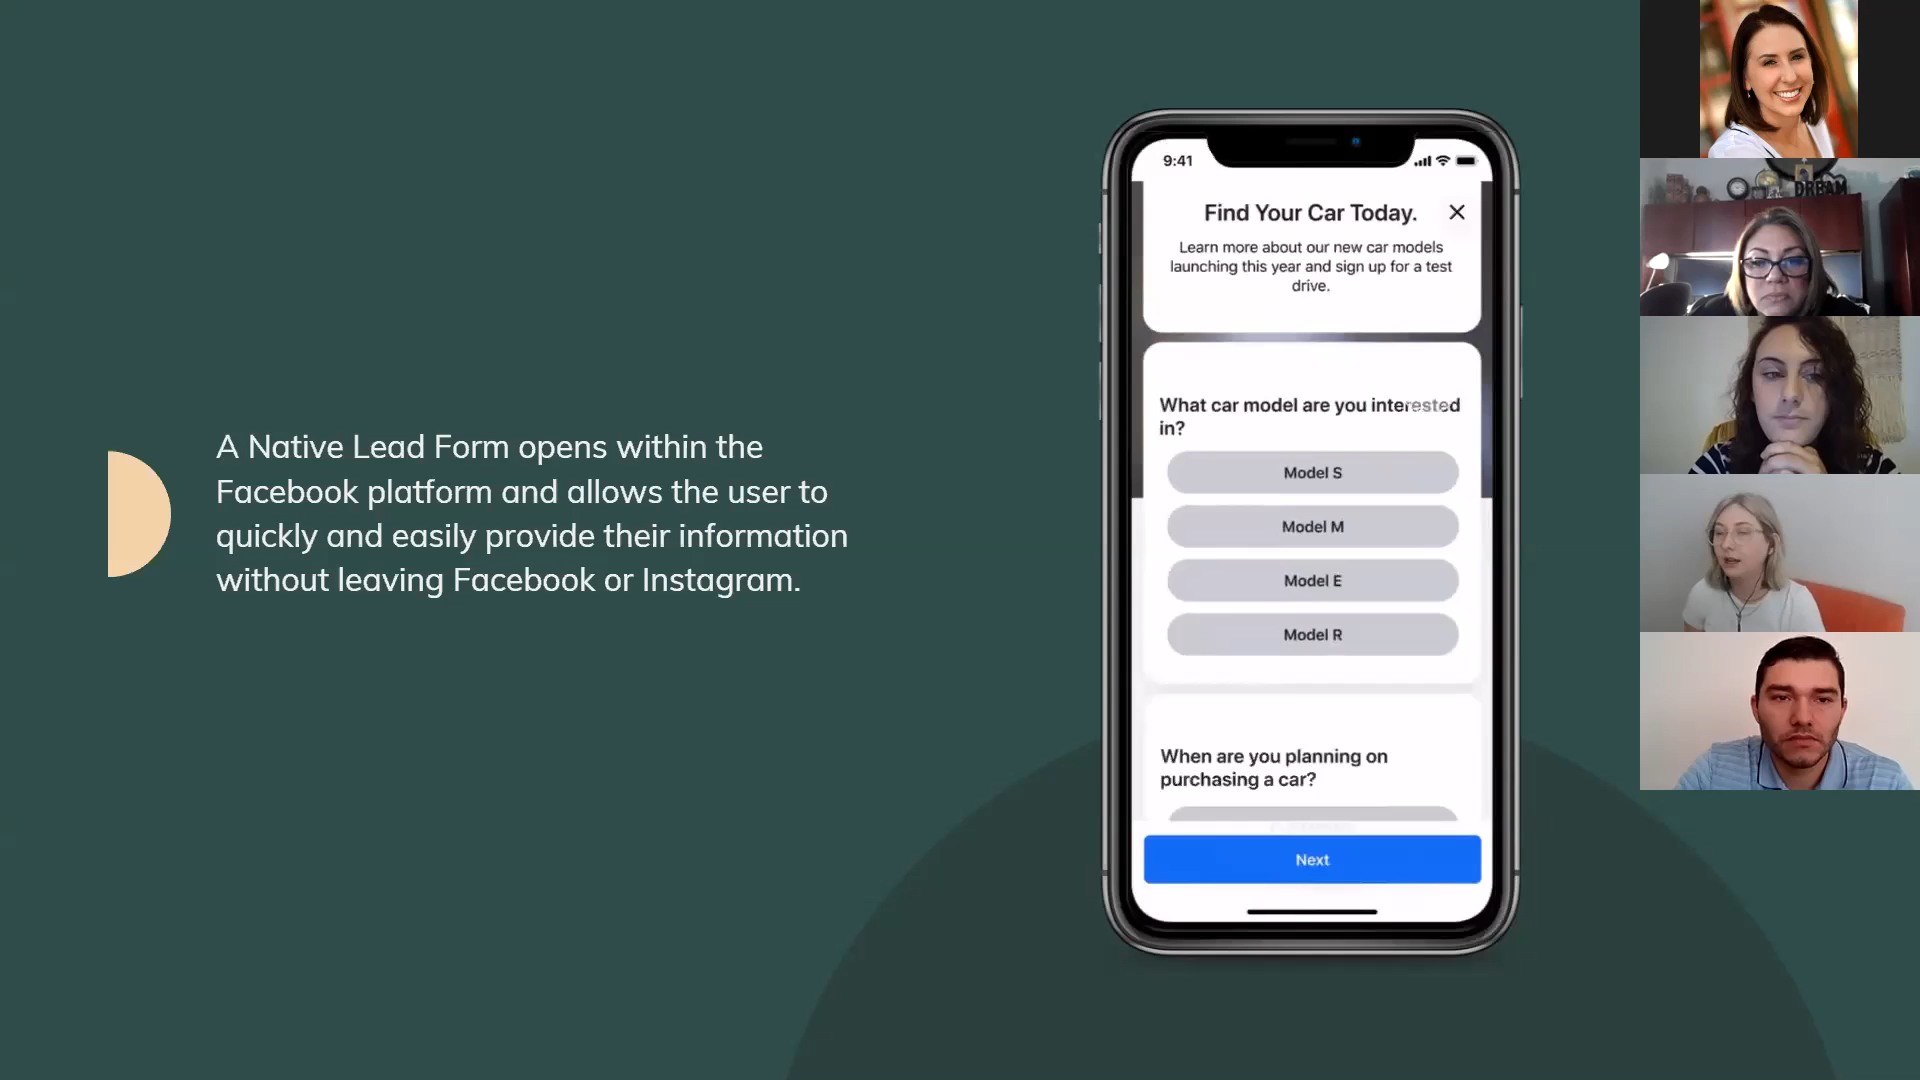 A Native Lead Form opens within the
Facebook platform and allows the user to
quickly and easily provide their information
without leaving Facebook or Instagram.
9:41
Find Your Car Today.
Learn more about our new car models
launching this year and sign up for a test
drive.
What car model are you interested
in?
Model S
Model M
Model E
Model R
When are you planning on
purchasing a car?
Next
DREAM